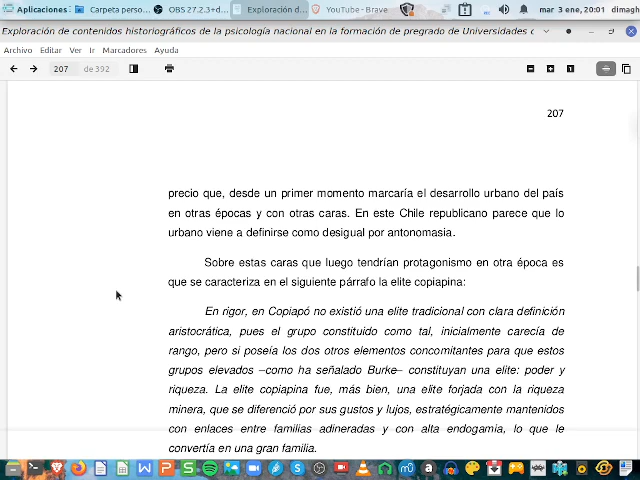 Aplicaciones Carpeta perso... OBS 27.2.3+d... Exploración d... YouTube - Brave mar 3 ene, 20:01 dimagh
Exploración de contenidos historiográficos de la psicología nacional en la formación de pregrado de Universidades c
Archivo Editar Ver Ir Marcadores Ayuda
207 de 392
207
precio que, desde un primer momento marcaría el desarrollo urbano del país
en otras épocas y con otras caras. En este Chile republicano parece que lo
urbano viene a definirse como desigual por antonomasia.
Sobre estas caras que luego tendrían protagonismo en otra época es
que se caracteriza en el siguiente párrafo la elite copiapina:
En rigor, en Copiapó no existió una elite tradicional con clara definición
aristocrática, pues el grupo constituido como tal, inicialmente carecía de
rango, pero si poseía los dos otros elementos concomitantes para que estos
grupos elevados –como ha señalado Burke– constituyan una elite: poder y
riqueza. La elite copiapina fue, más bien, una elite forjada con la riqueza
minera, que se diferenció por sus gustos y lujos, estratégicamente mantenidos
con enlaces entre familias adineradas y con alta endogamia, lo que le
convertía en una gran familia.